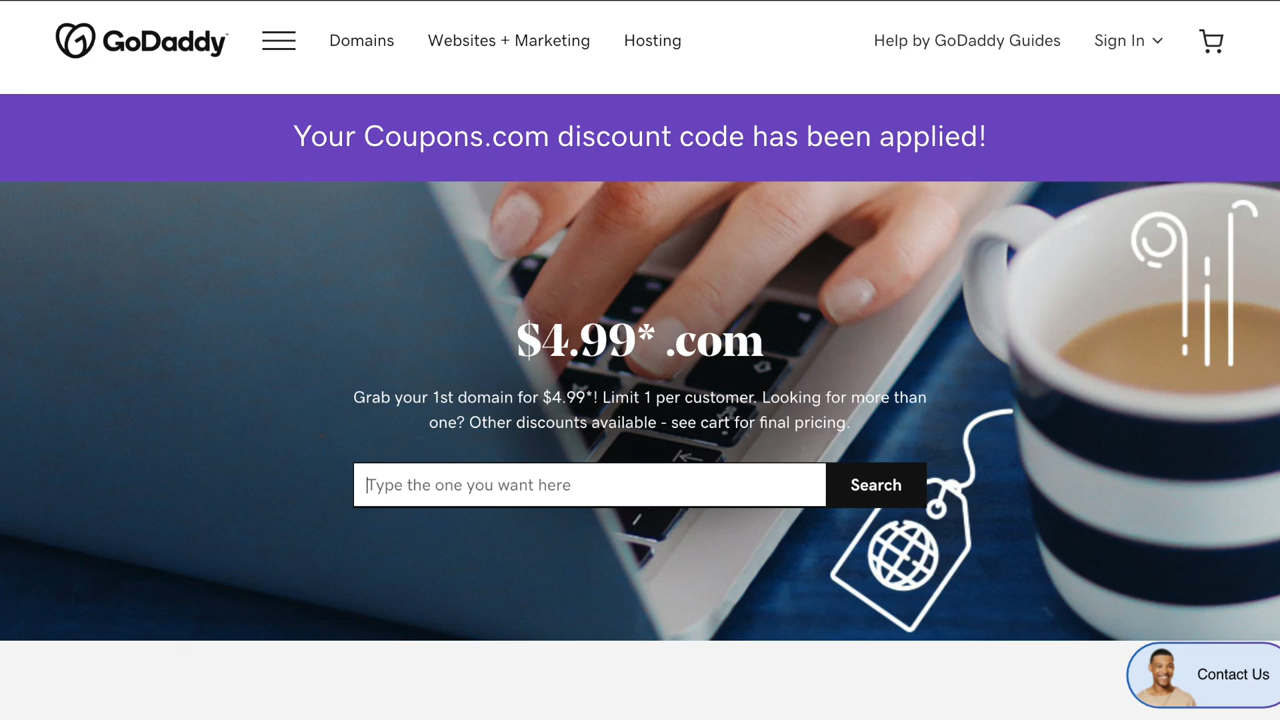 GoDaddy
Domains
Websites + Marketing
Hosting
Help by GoDaddy Guides
Sign In
Your Coupons.com discount code has been applied!
$4.99* .com
Grab your 1st domain for $4.99*! Limit 1 per customer. Looking for more than
one? Other discounts available - see cart for final pricing.
Type the one you want here
Search
Contact Us